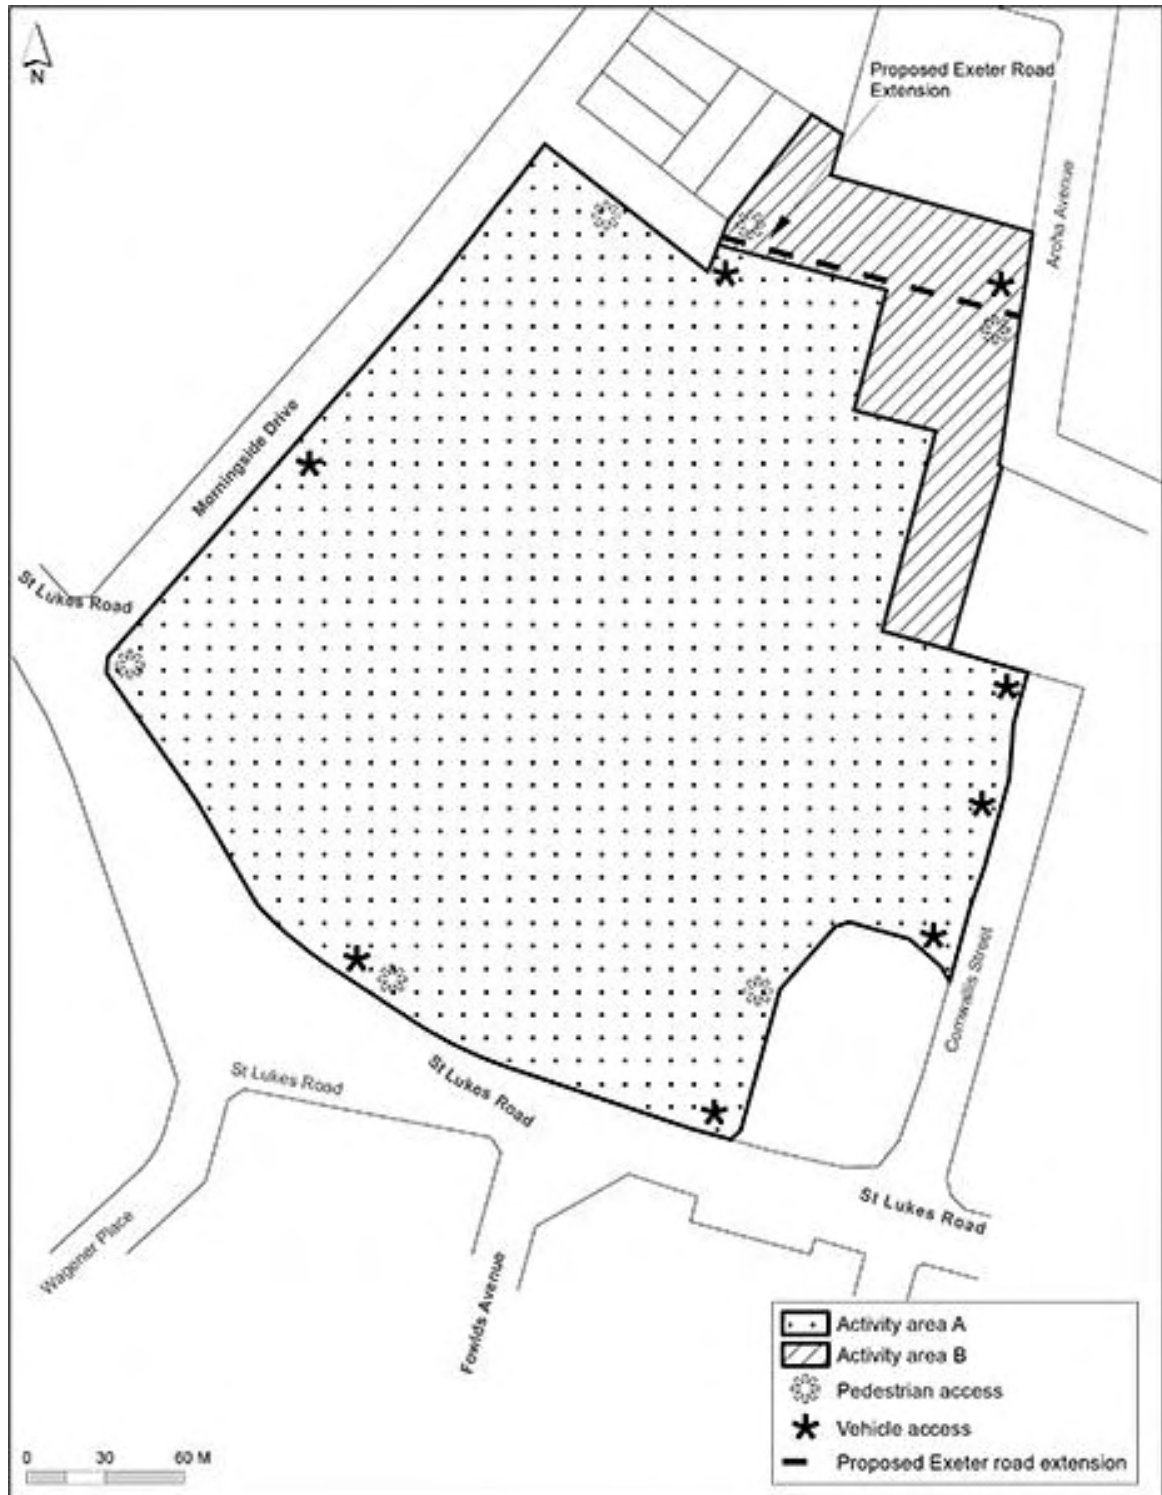 N
Proposed Exeter Road
Extension
Aroha Avenue
Morningside Drive
St Lukes Road
Cornwallis Street
St Lukes Road
St Lukes Road
St Lukes Road
Wagener Place
Fowlds Avenue
Activity area A
Activity area B
Pedestrian access
Vehicle access
Proposed Exeter road extension
0 30 60 M